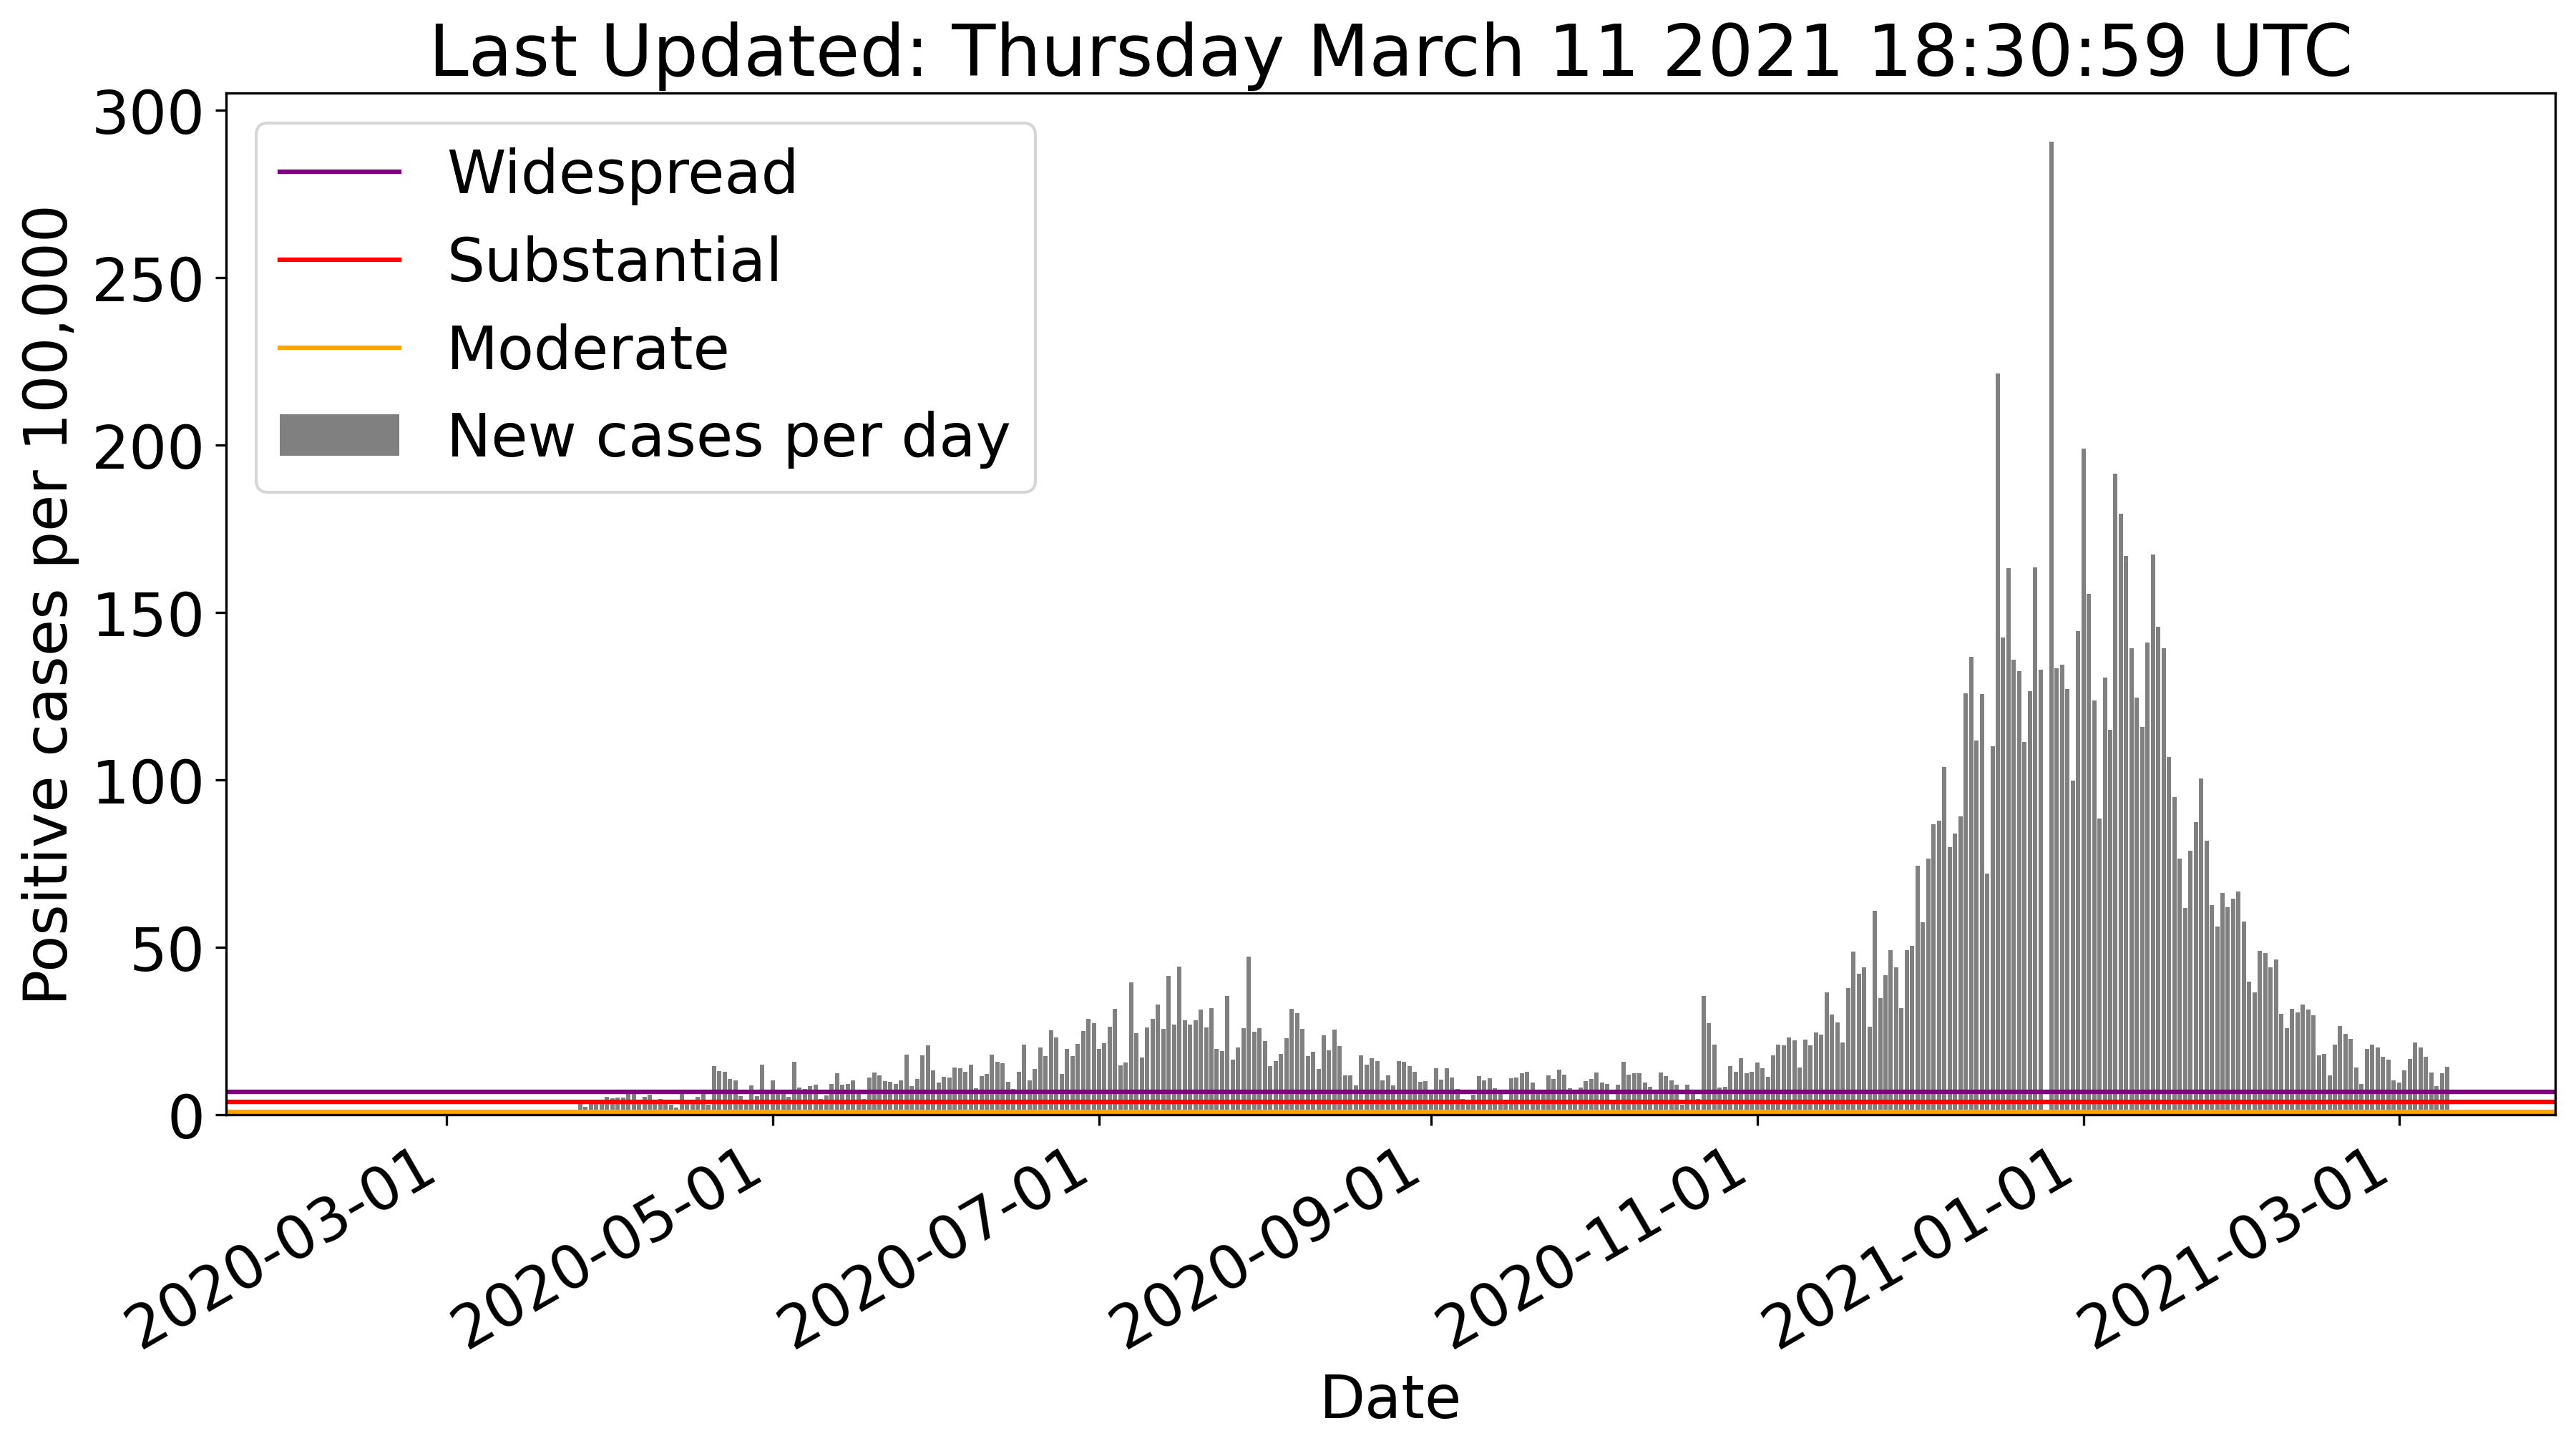 Last Updated: Thursday March 11 2021 18:30:59 UTC
Positive cases per 100,000
300
250
200
150
100
50
0
Widespread
Substantial
Moderate
New cases per day
2020-03-01
2020-05-01
2020-07-01
2020-09-01
2020-11-01
2021-01-01
2021-03-01
Date